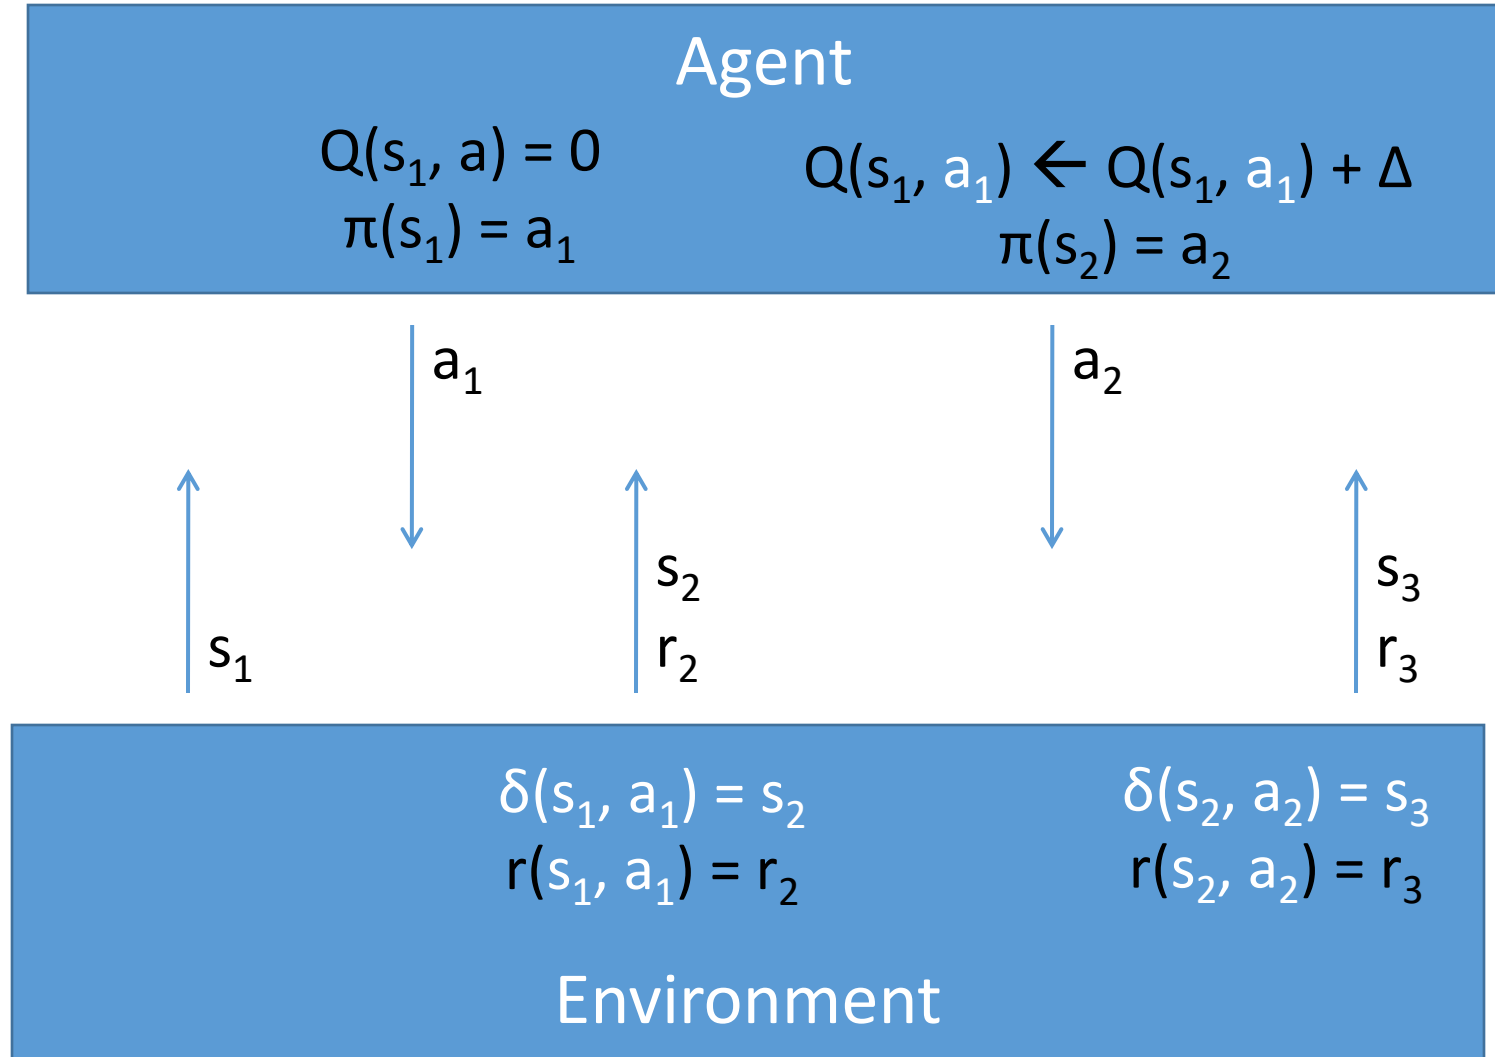 Agent
Q(s₁, a) = 0
π(s₁) = a₁
Q(s₁, a₁) ← Q(s₁, a₁) + Δ
π(s₂) = a₂
a₁
a₂
s₁
s₂
r₂
s₃
r₃
δ(s₁, a₁) = s₂
r(s₁, a₁) = r₂
δ(s₂, a₂) = s₃
r(s₂, a₂) = r₃
Environment